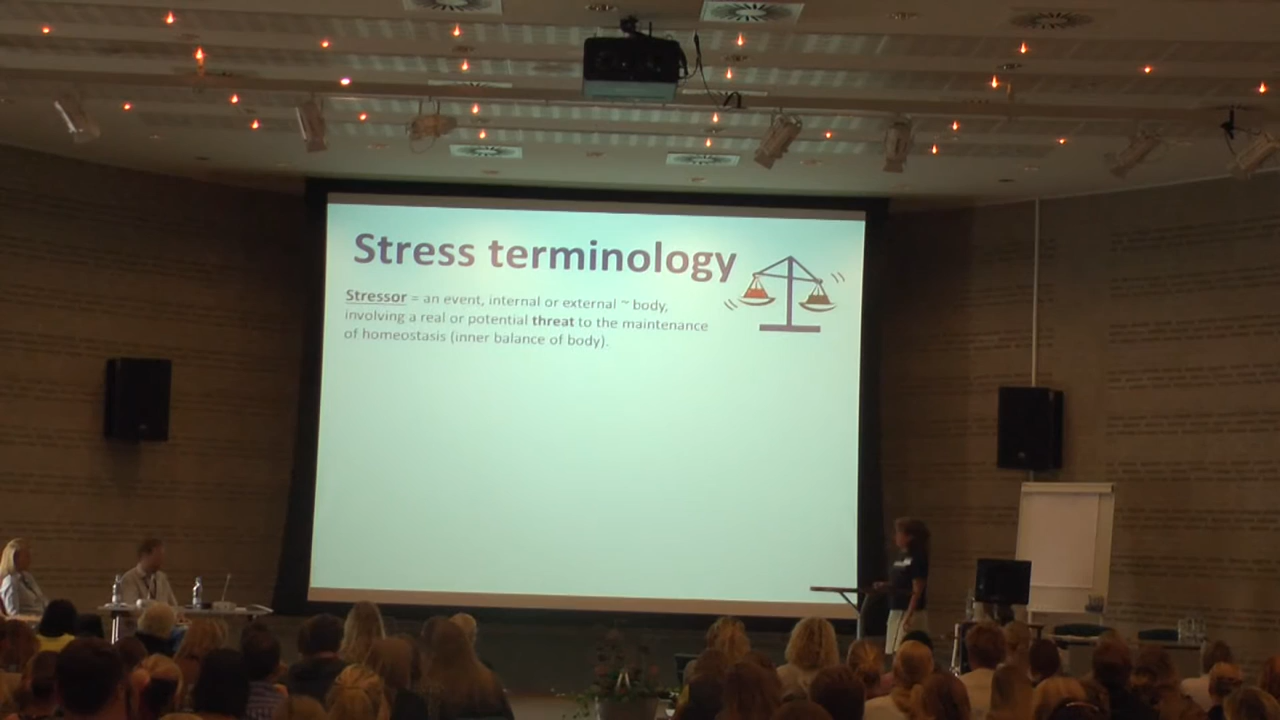 Stress terminology
Stressor = an event, internal or external ~ body,
involving a real or potential threat to the maintenance
of homeostasis (inner balance of body).